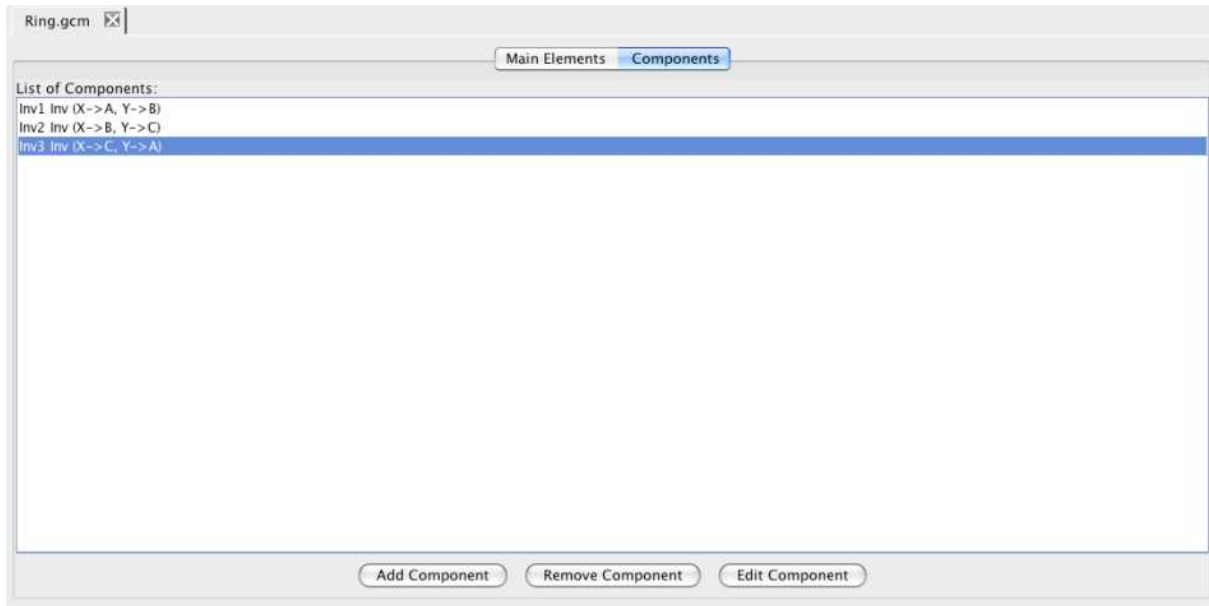 Ring.gcm
Main Elements Components
List of Components:
Inv1 Inv (X->A, Y->B)
Inv2 Inv (X->B, Y->C)
Inv3 Inv (X->C, Y->A)
Add Component Remove Component Edit Component